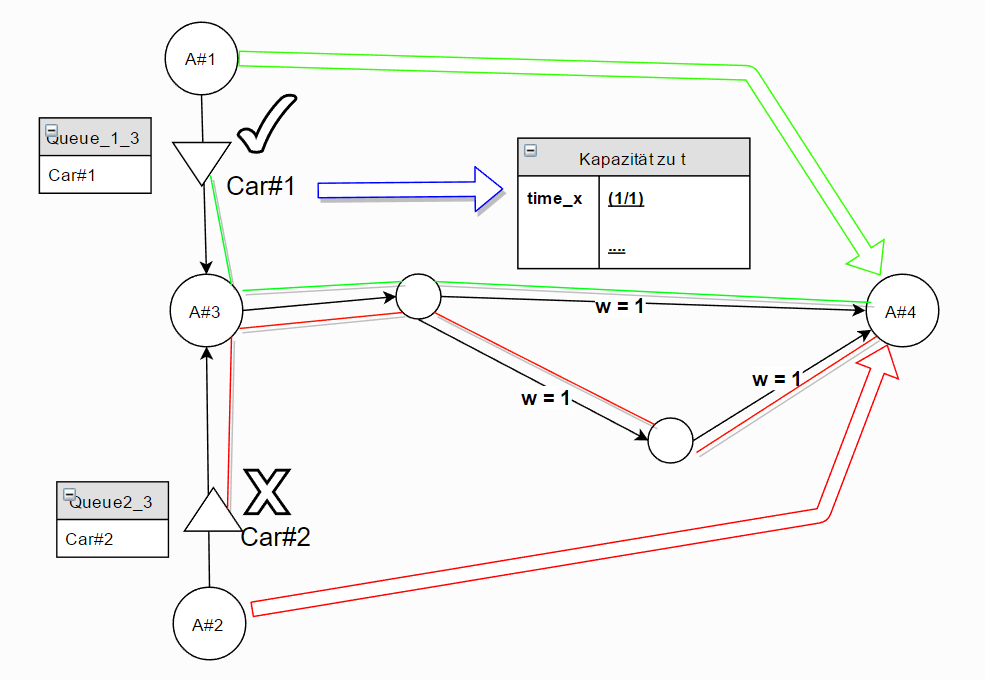 A#1
Queue_1_3
Car#1
Car#1
Kapazität zu t
time_x
(1/1)
....
A#3
w = 1
A#4
w = 1
w = 1
Queue2_3
Car#2
X
Car#2
A#2